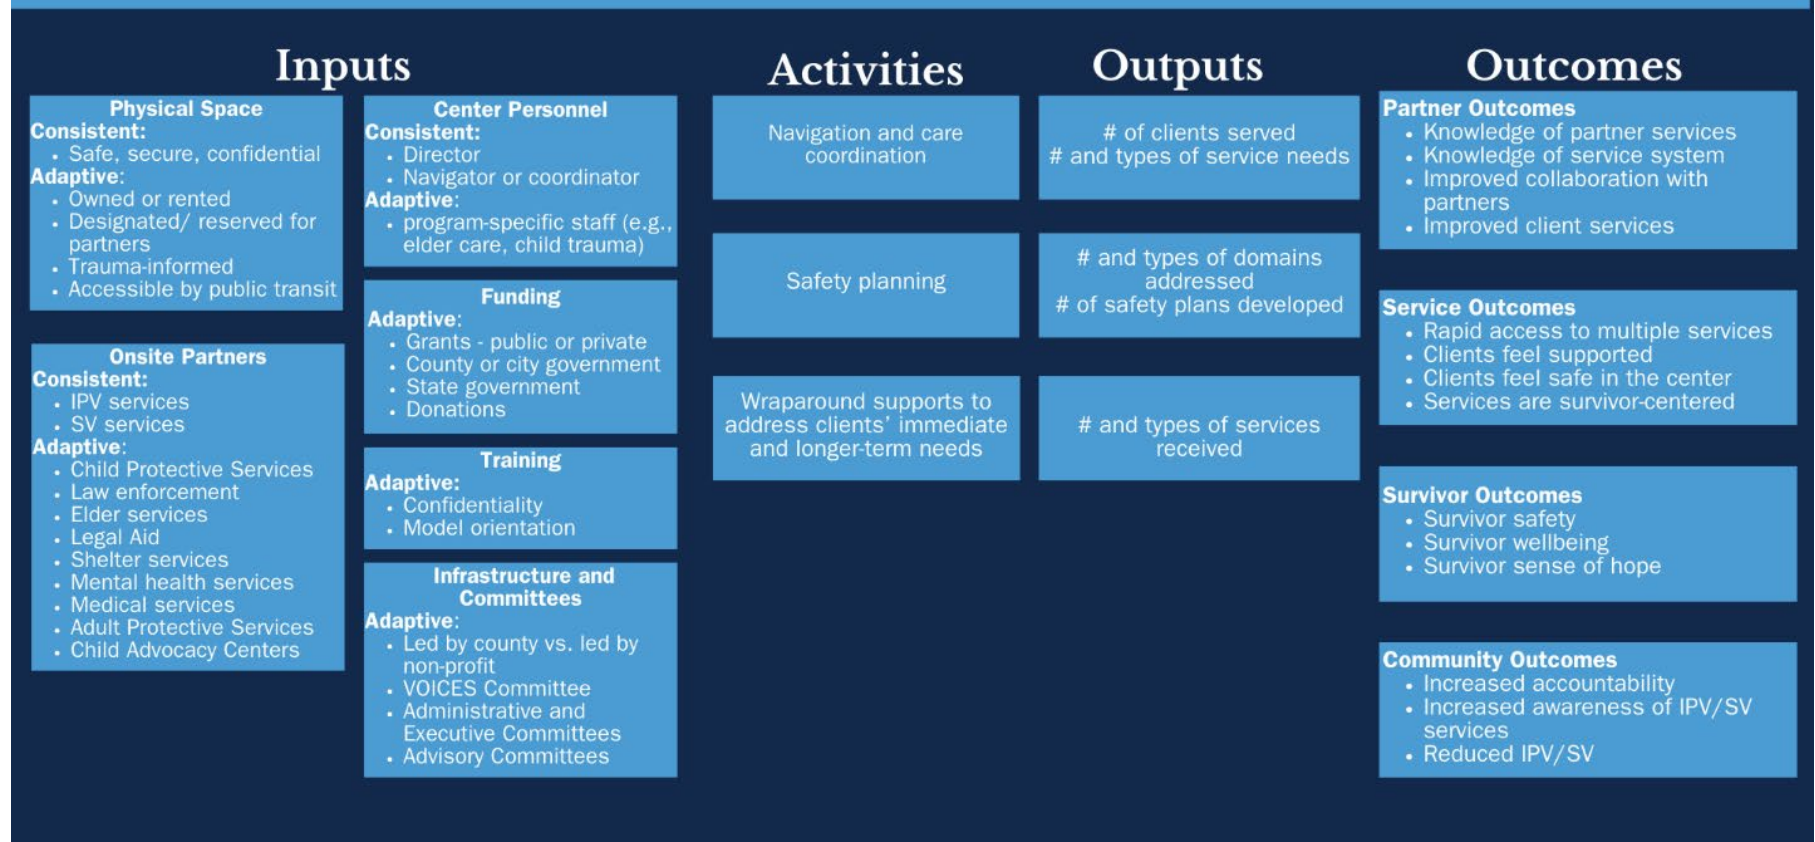 Inputs
Physical Space
Consistent:
• Safe, secure, confidential
Adaptive:
• Owned or rented
• Designated/ reserved for
partners
• Trauma-informed
• Accessible by public transit
Onsite Partners
Consistent:
• IPV services
• SV services
Adaptive:
• Child Protective Services
• Law enforcement
• Elder services
• Legal Aid
• Shelter services
• Mental health services
• Medical services
• Adult Protective Services
• Child Advocacy Centers
Center Personnel
Consistent:
• Director
• Navigator or coordinator
Adaptive:
• program-specific staff (e.g.,
elder care, child trauma)
Funding
Adaptive:
• Grants - public or private
• County or city government
• State government
• Donations
Training
Adaptive:
• Confidentiality
• Model orientation
Infrastructure and
Committees
Adaptive:
• Led by county vs. led by
non-profit
• VOICES Committee
• Administrative and
Executive Committees
• Advisory Committees
Activities
Navigation and care
coordination
Safety planning
Wraparound supports to
address clients' immediate
and longer-term needs
Outputs
# of clients served
# and types of service needs
# and types of domains
addressed
# of safety plans developed
# and types of services
received
Outcomes
Partner Outcomes
• Knowledge of partner services
• Knowledge of service system
• Improved collaboration with
partners
• Improved client services
Service Outcomes
• Rapid access to multiple services
• Clients feel supported
• Clients feel safe in the center
• Services are survivor-centered
Survivor Outcomes
• Survivor safety
• Survivor wellbeing
• Survivor sense of hope
Community Outcomes
• Increased accountability
• Increased awareness of IPV/SV
services
• Reduced IPV/SV